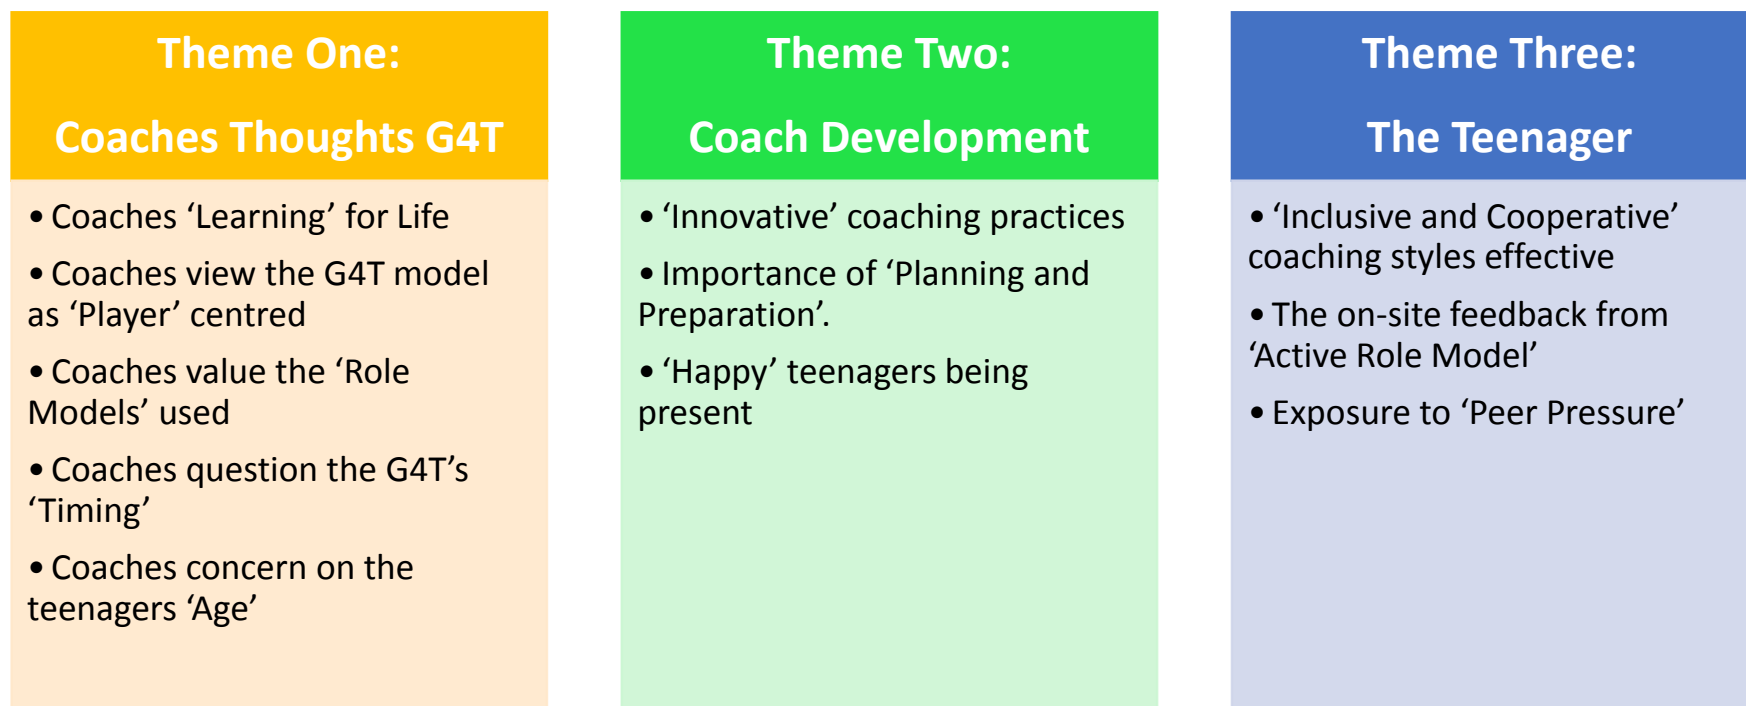 Theme One:
Coaches Thoughts G4T
• Coaches ‘Learning’ for Life
• Coaches view the G4T model
as ‘Player’ centred
• Coaches value the ‘Role
Models’ used
• Coaches question the G4T’s
‘Timing’
• Coaches concern on the
teenagers ‘Age’
Theme Two:
Coach Development
• ‘Innovative’ coaching practices
• Importance of ‘Planning and
Preparation’.
• ‘Happy’ teenagers being
present
Theme Three:
The Teenager
• ‘Inclusive and Cooperative’
coaching styles effective
• The on-site feedback from
‘Active Role Model’
• Exposure to ‘Peer Pressure’